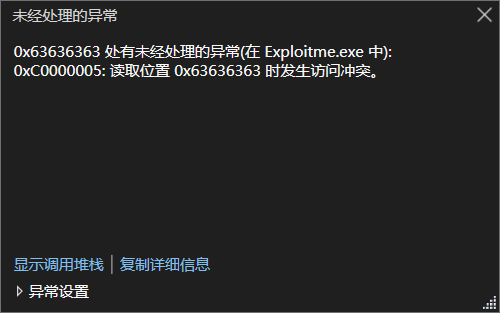 未经处理的异常
0x63636363 处有未经处理的异常(在 Exploitme.exe 中):
0xC0000005: 读取位置 0x63636363 时发生访问冲突。
显示调用堆栈 | 复制详细信息
异常设置